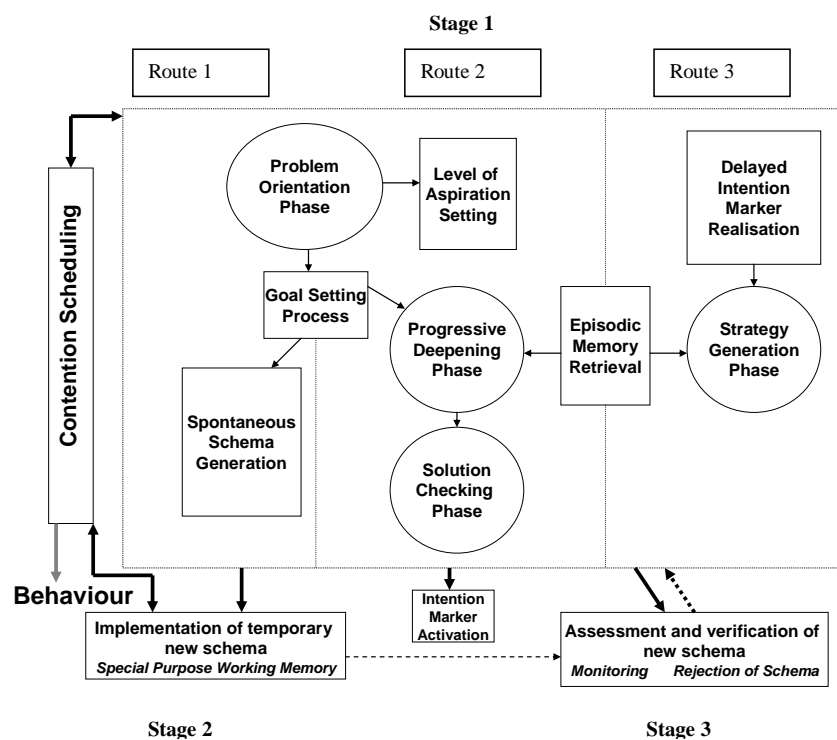 Stage 1
Route 1
Route 2
Route 3
Contention Scheduling
Problem
Orientation
Phase
Level of
Aspiration
Setting
Delayed
Intention
Marker
Realisation
Goal Setting
Process
Progressive
Deepening
Phase
Episodic
Memory
Retrieval
Strategy
Generation
Phase
Spontaneous
Schema
Generation
Solution
Checking
Phase
Behaviour
Implementation of temporary
new schema
Special Purpose Working Memory
Intention
Marker
Activation
Assessment and verification of
new schema
Monitoring Rejection of Schema
Stage 2
Stage 3